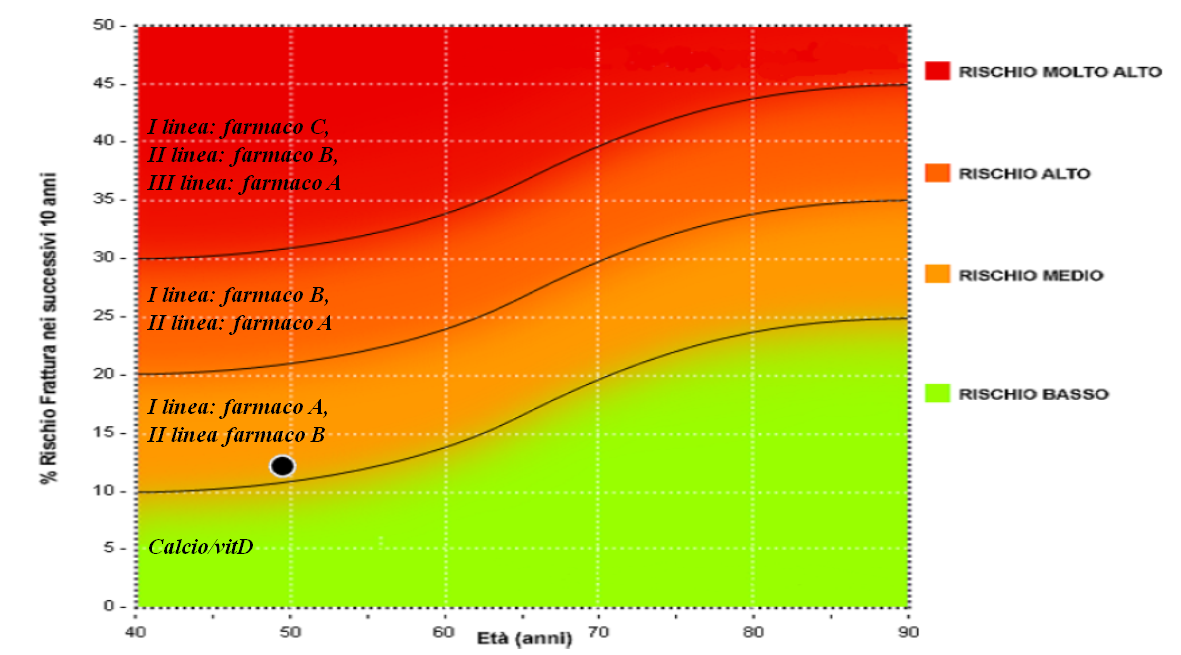 % Rischio Frattura nei successivi 10 anni
50
45
40
35
30
25
20
15
10
5
0
I linea: farmaco C,
II linea: farmaco B,
III linea: farmaco A
I linea: farmaco B,
II linea: farmaco A
I linea: farmaco A,
II linea farmaco B
Calcio/vitD
40 50 60 70 80 90
Età (anni)
RISCHIO MOLTO ALTO
RISCHIO ALTO
RISCHIO MEDIO
RISCHIO BASSO